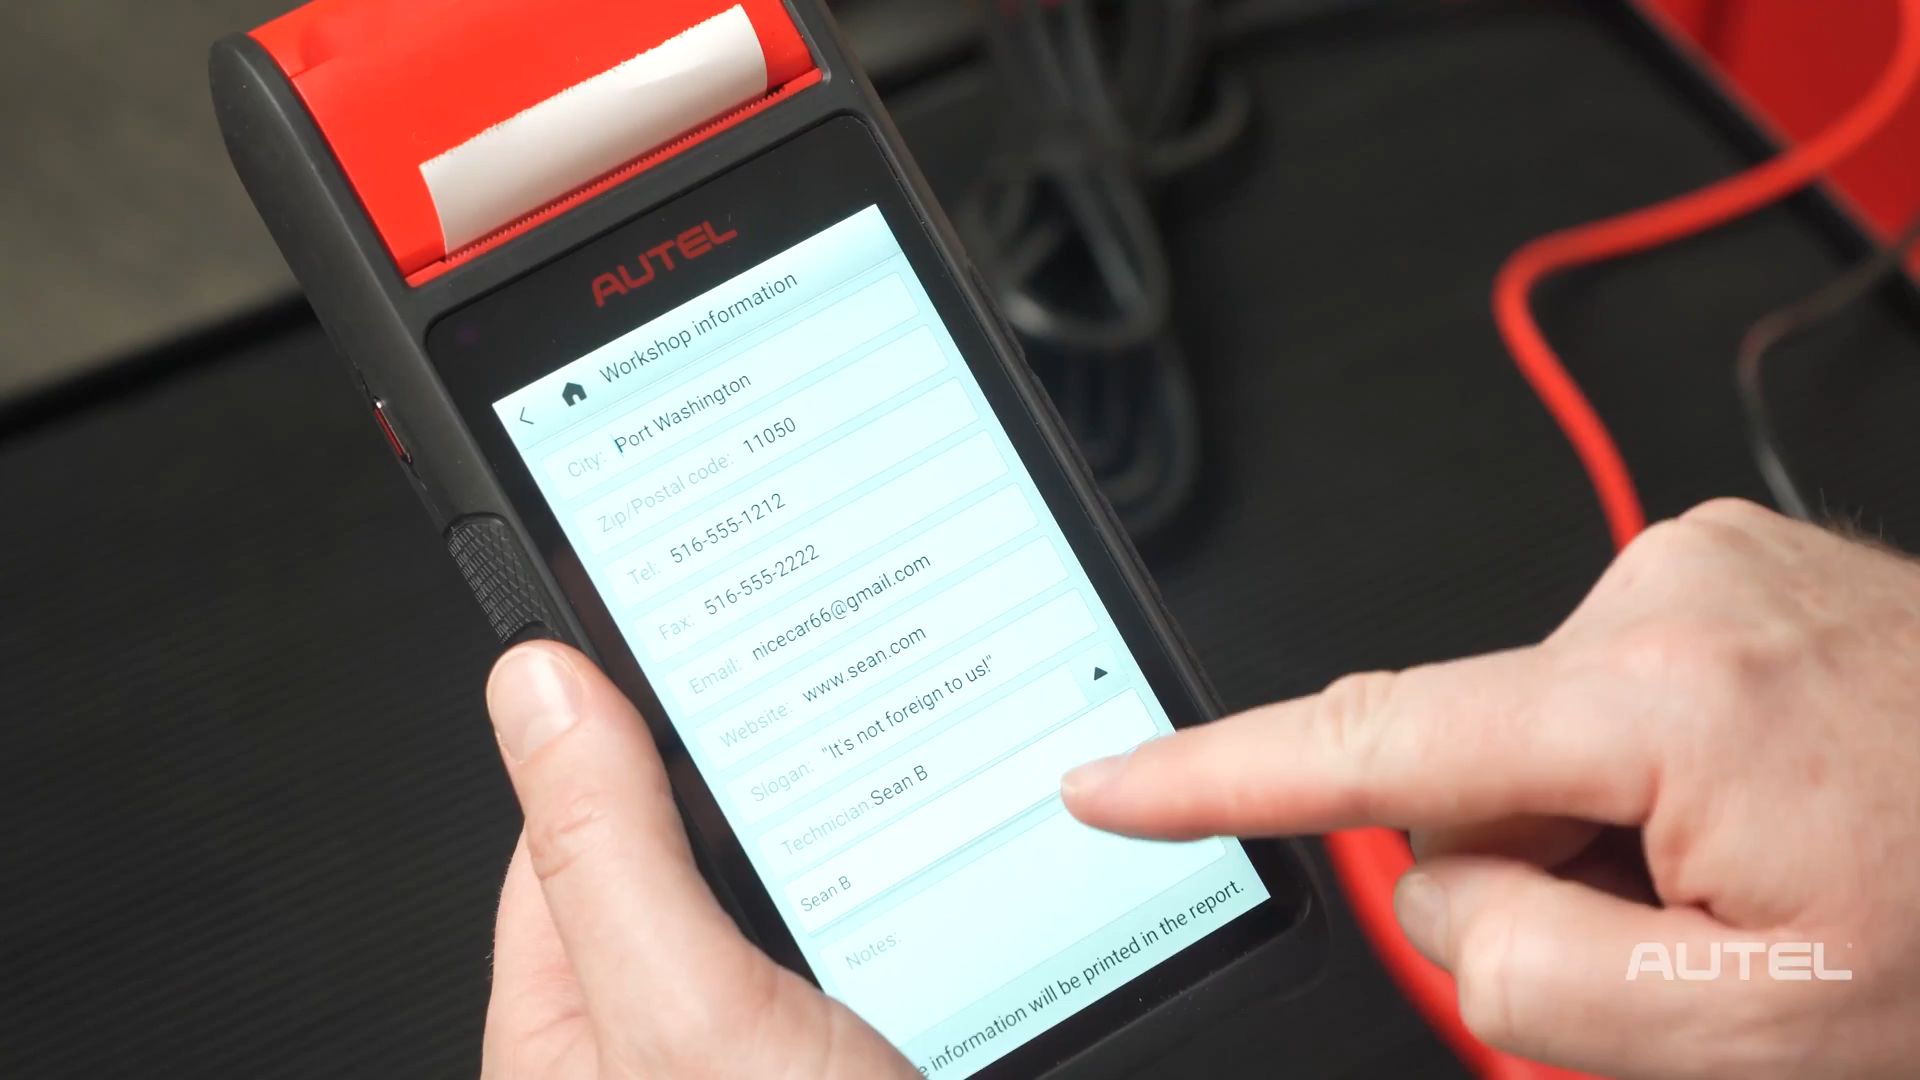 AUTEL
Workshop information
City: Port Washington
Zip/Postal code: 11050
Tel: 516-555-1212
Fax: 516-555-2222
Email: nicecar66@gmail.com
Website: www.sean.com
Slogan: "It's not foreign to us!"
Technician: Sean B
Sean B
Notes:
information will be printed in the report.
AUTEL